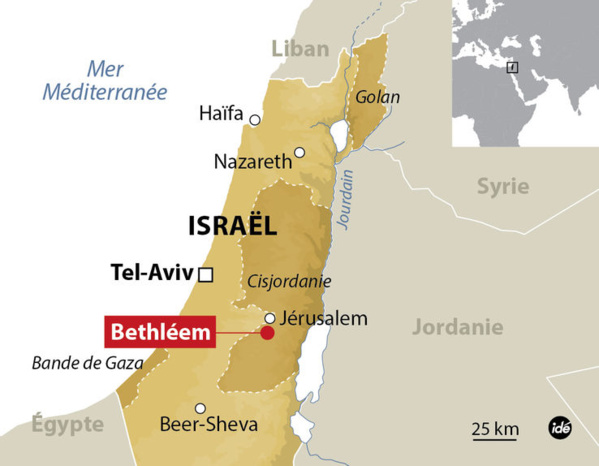 Liban
Mer
Méditerranée
Golan
Haïfa
Nazareth
Syrie
Jourdain
ISRAËL
Tel-Aviv
Cisjordanie
Jérusalem
Bethléem
Jordanie
Bande de Gaza
Égypte
Beer-Sheva
25 km
idé